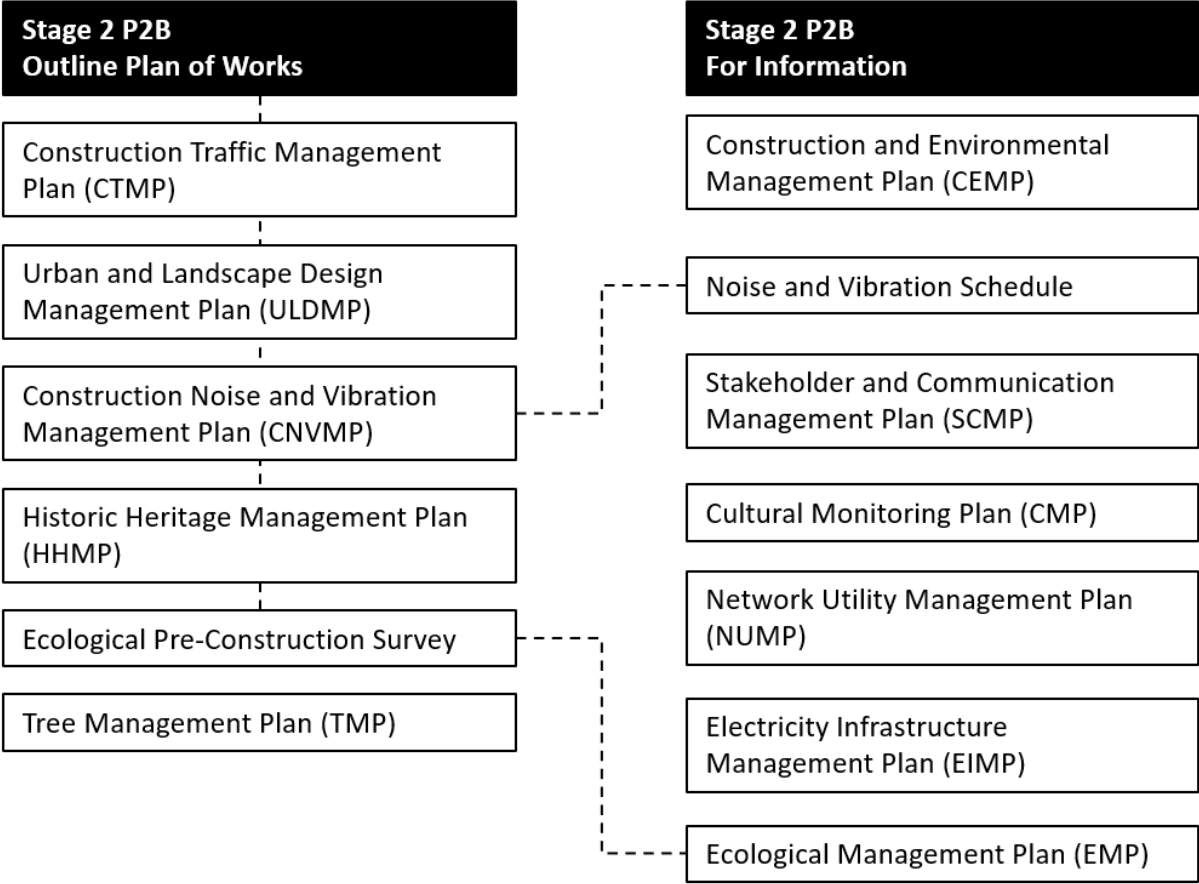 Stage 2 P2B
Outline Plan of Works
Construction Traffic Management
Plan (CTMP)
Urban and Landscape Design
Management Plan (ULDMP)
Construction Noise and Vibration
Management Plan (CNVMP)
Historic Heritage Management Plan
(HHMP)
Ecological Pre-Construction Survey
Tree Management Plan (TMP)
Stage 2 P2B
For Information
Construction and Environmental
Management Plan (CEMP)
Noise and Vibration Schedule
Stakeholder and Communication
Management Plan (SCMP)
Cultural Monitoring Plan (CMP)
Network Utility Management Plan
(NUMP)
Electricity Infrastructure
Management Plan (EIMP)
Ecological Management Plan (EMP)